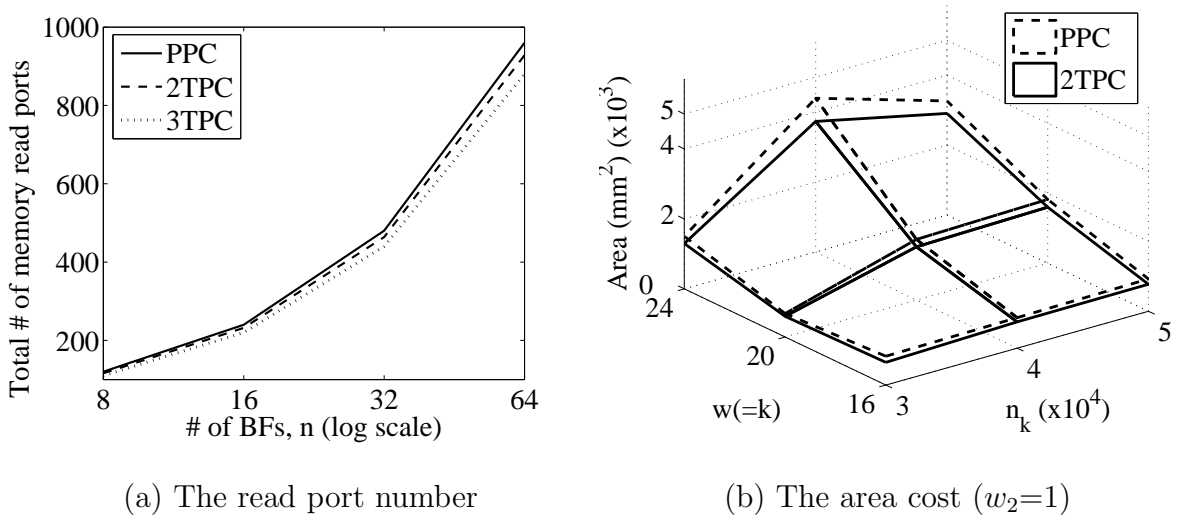 1000
800
600
400
200
8
16
32
64
Total # of memory read ports
# of BFs, n (log scale)
PPC
2TPC
3TPC
(a) The read port number
PPC
2TPC
Area (mm²) (x10³)
5
4
2
0
24
20
16
w(=k)
3
4
5
n_k (x10⁴)
(b) The area cost (w₂=1)